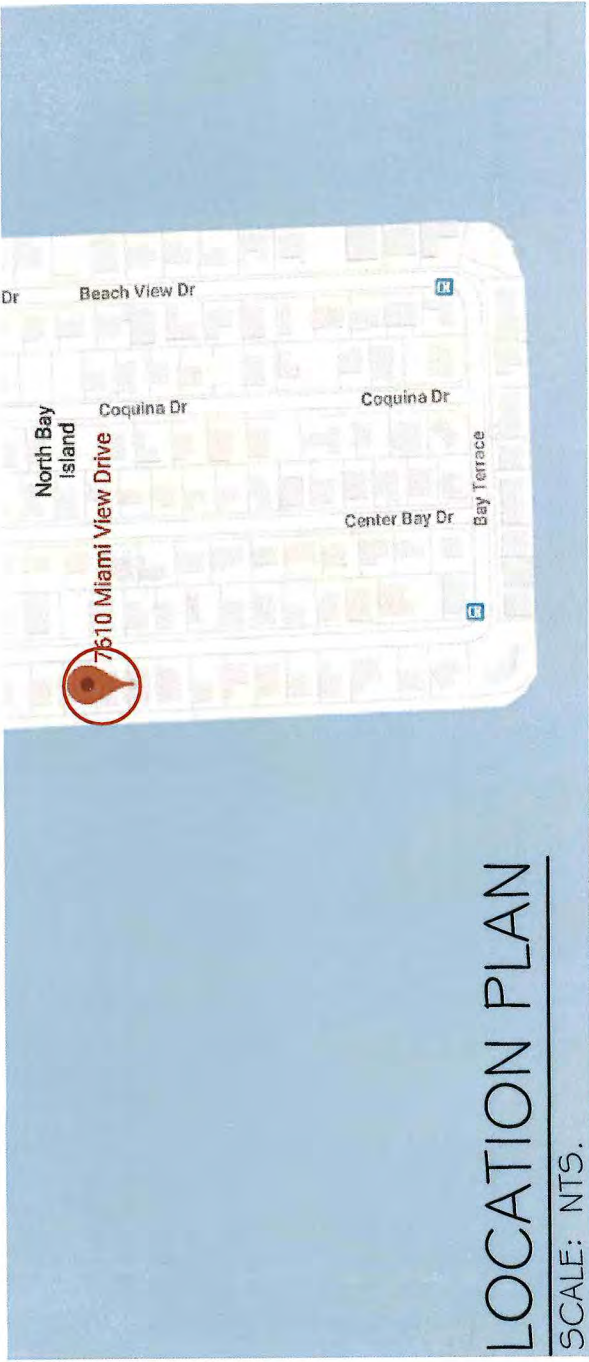 Dr
Beach View Dr
North Bay
Island
Coquina Dr
Coquina Dr
7610 Miami View Drive
Center Bay Dr
Bay Terrace
LOCATION PLAN
SCALE: NTS.